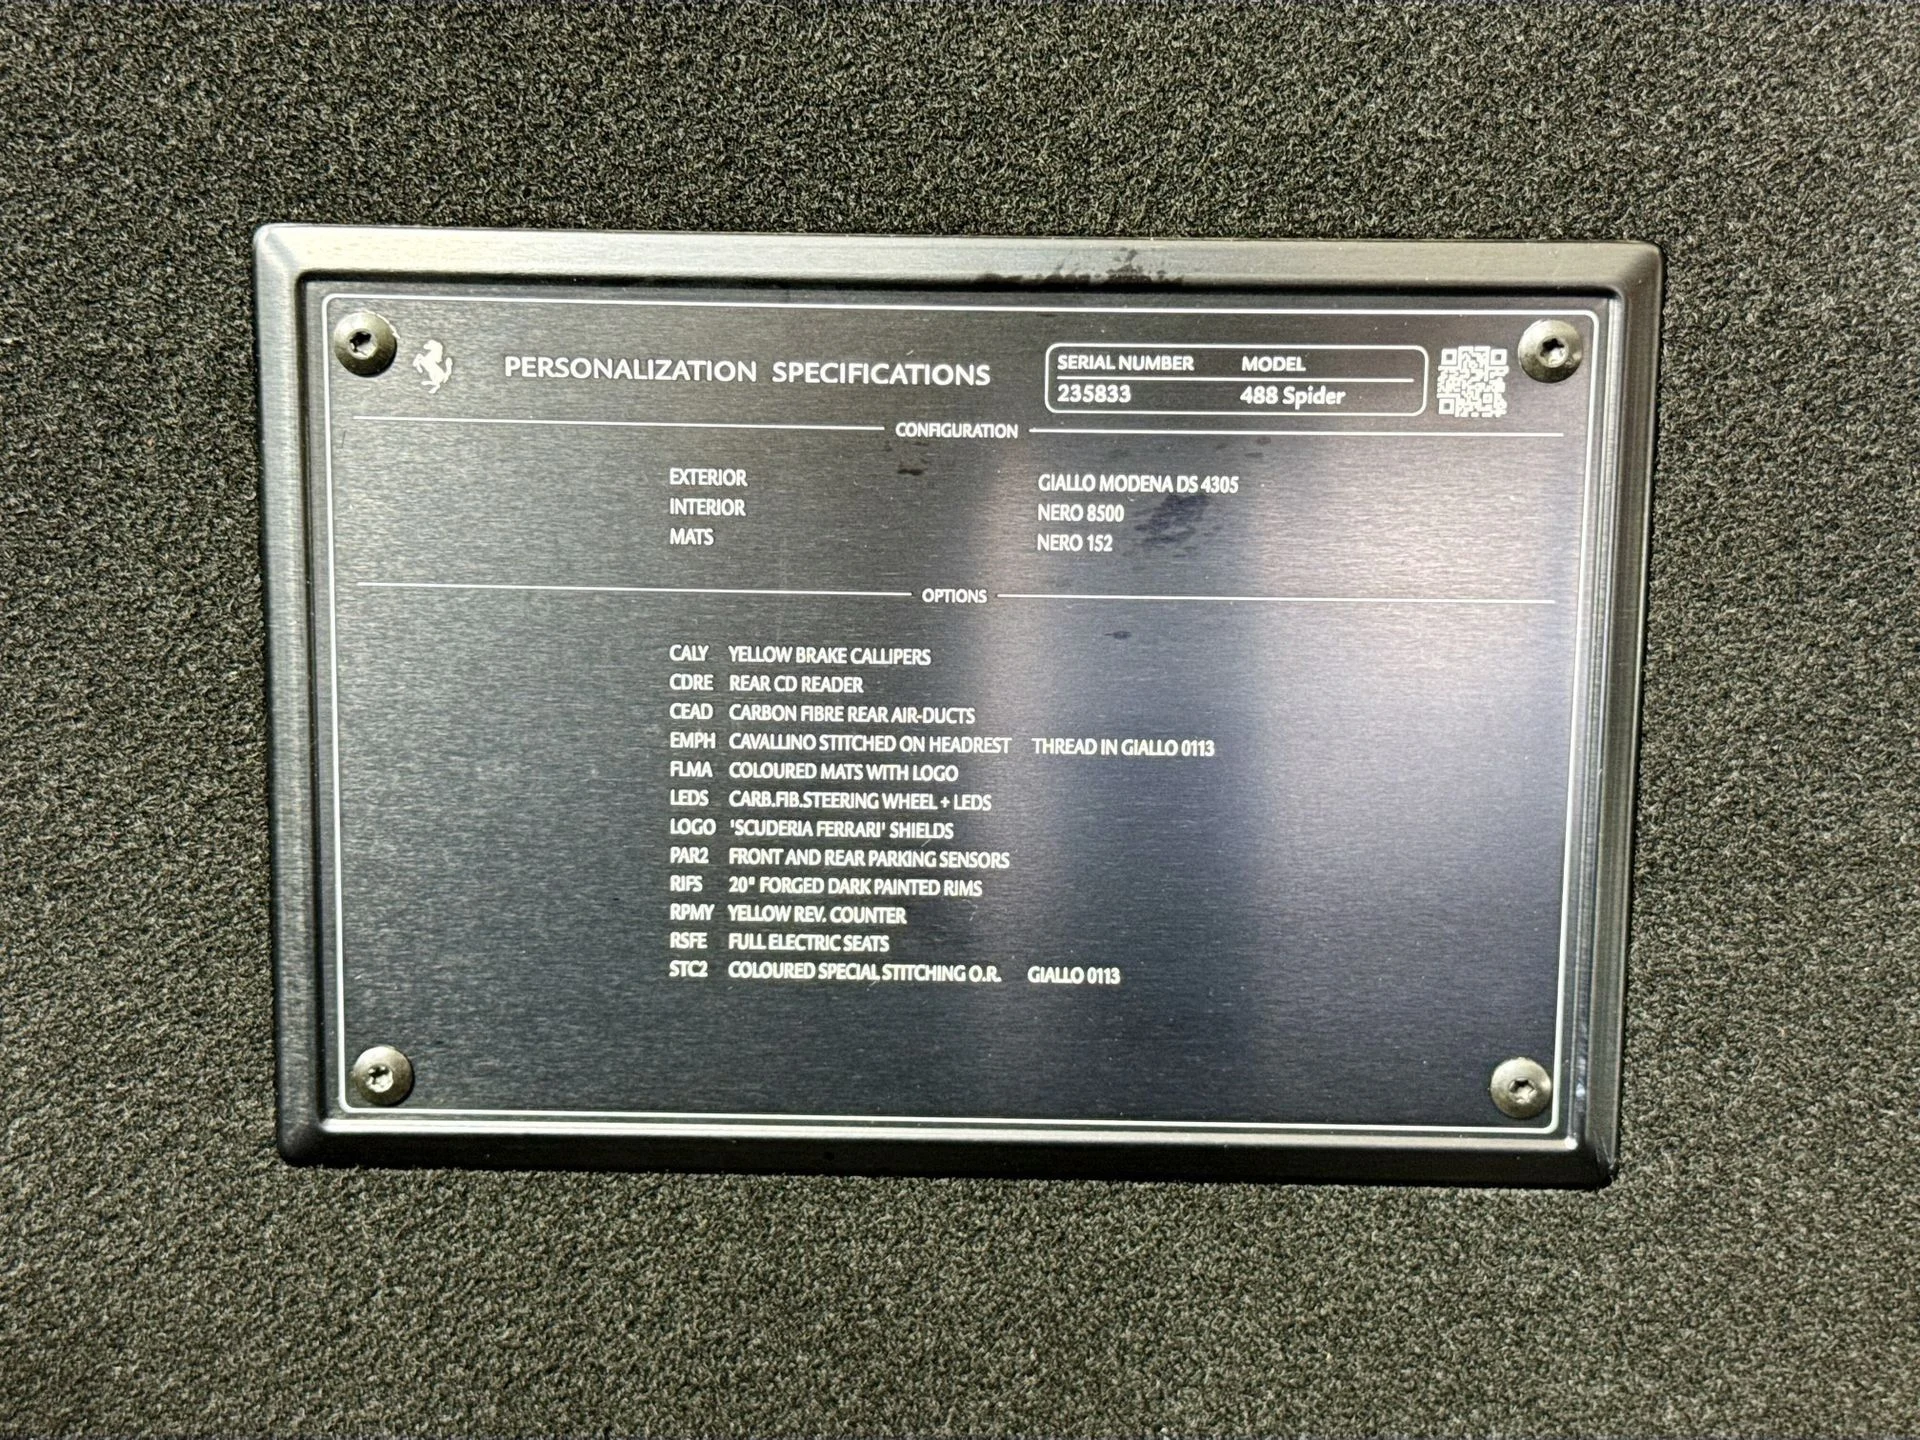 PERSONALIZATION SPECIFICATIONS
SERIAL NUMBER MODEL
235833 488 Spider
CONFIGURATION
EXTERIOR GIALLO MODENA DS 4305
INTERIOR NERO 8500
MATS NERO 152
OPTIONS
CALY YELLOW BRAKE CALLIPERS
CDRE REAR CD READER
CEAD CARBON FIBRE REAR AIR-DUCTS
EMPH CAVALLINO STITCHED ON HEADREST THREAD IN GIALLO 0113
FLMA COLOURED MATS WITH LOGO
LEDS CARB.FIB.STEERING WHEEL + LEDS
LOGO 'SCUDERIA FERRARI' SHIELDS
PAR2 FRONT AND REAR PARKING SENSORS
RIFS 20" FORGED DARK PAINTED RIMS
RPMY YELLOW REV. COUNTER
RSFE FULL ELECTRIC SEATS
STC2 COLOURED SPECIAL STITCHING O.R. GIALLO 0113